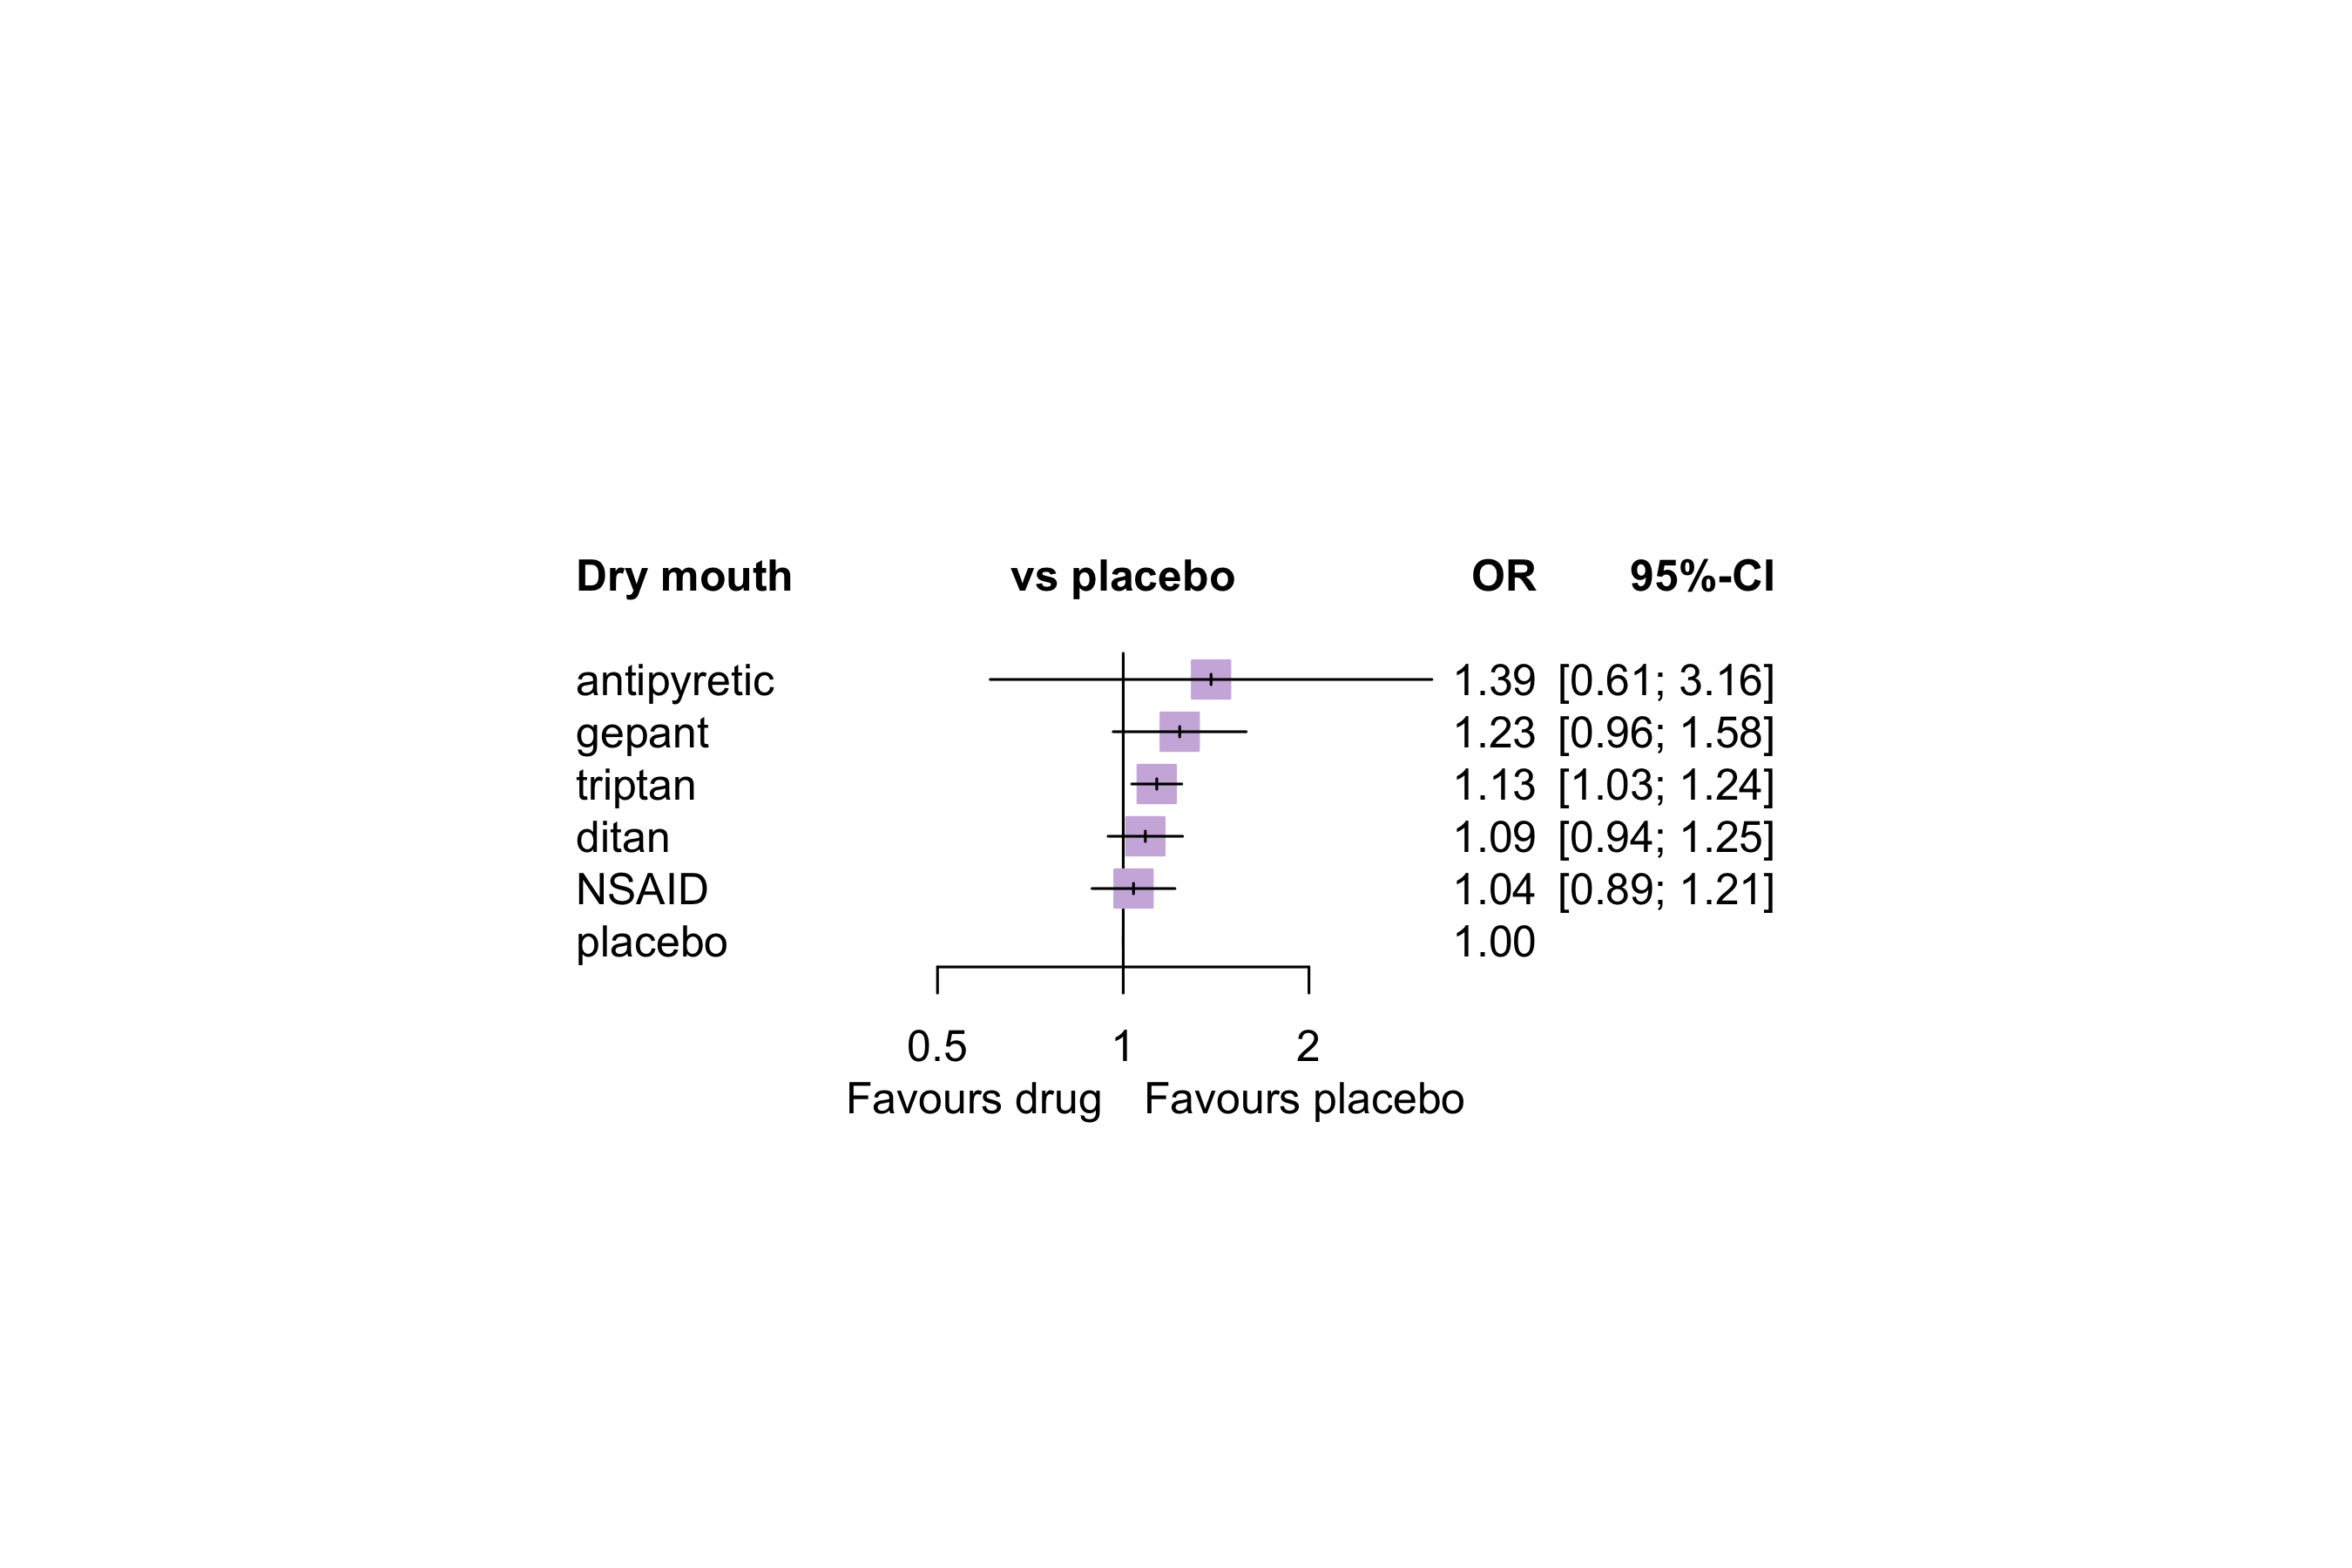 Dry mouth vs placebo OR 95%-CI
antipyretic 1.39 [0.61; 3.16]
gepant 1.23 [0.96; 1.58]
triptan 1.13 [1.03; 1.24]
ditan 1.09 [0.94; 1.25]
NSAID 1.04 [0.89; 1.21]
placebo 1.00
0.5 1 2
Favours drug Favours placebo